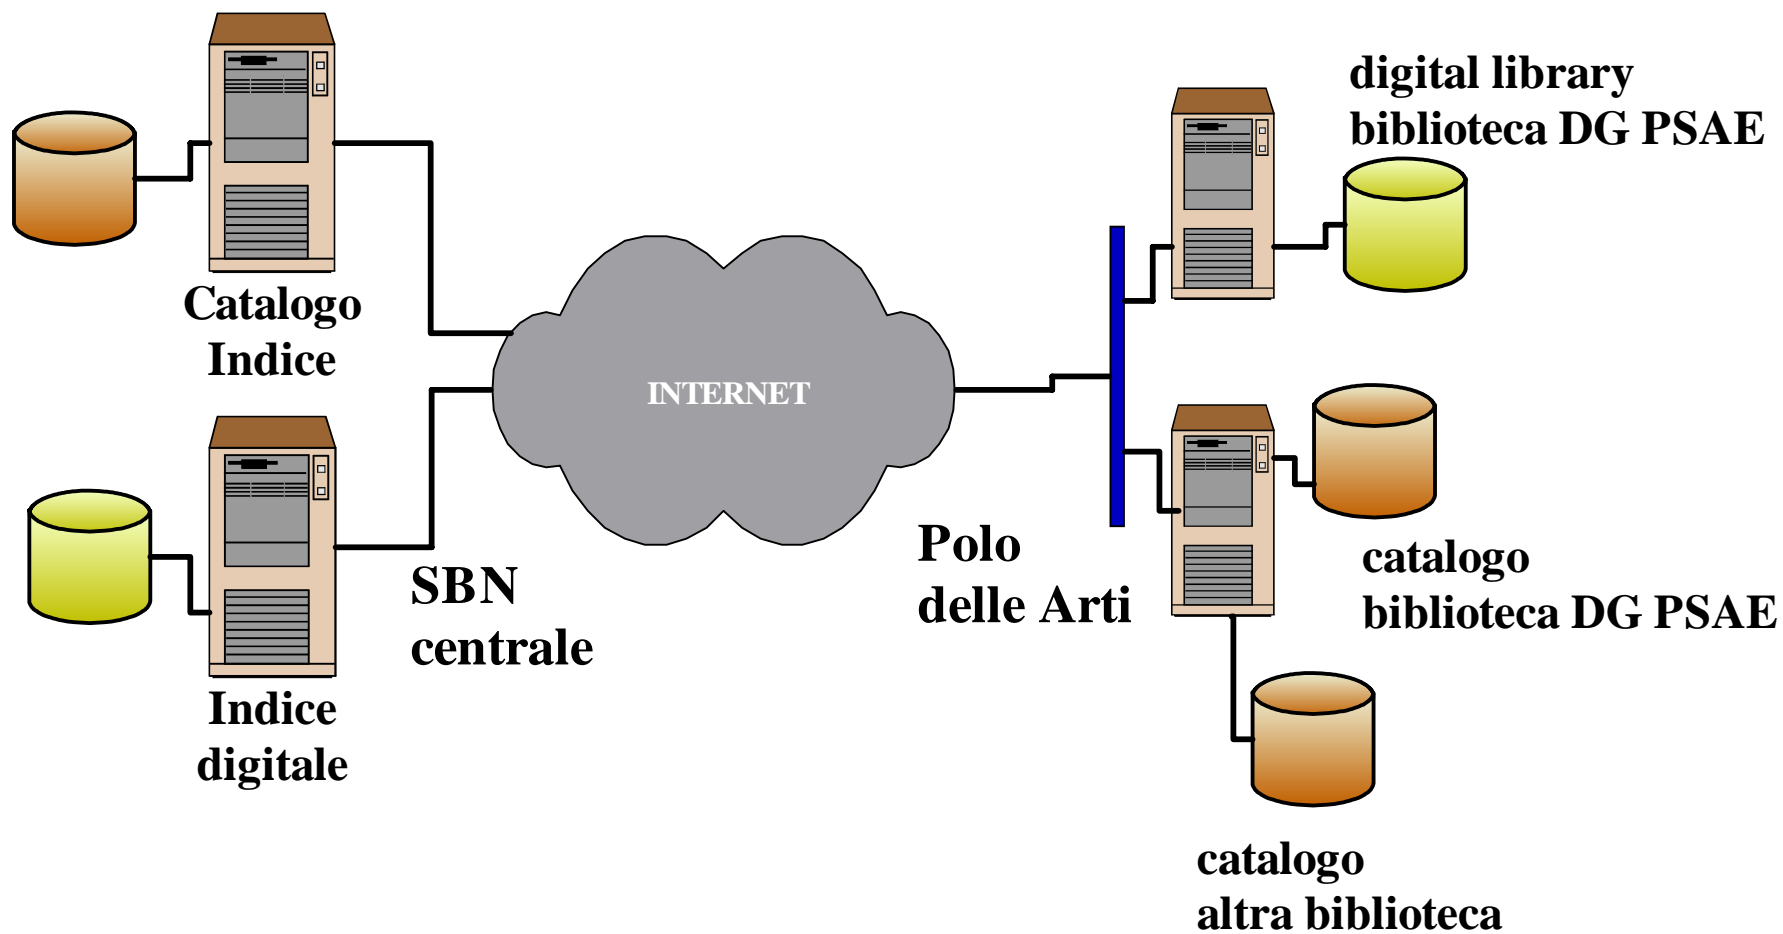 Catalogo
Indice
Indice
digitale
SBN
centrale
INTERNET
Polo
delle Arti
digital library
biblioteca DG PSAE
catalogo
biblioteca DG PSAE
catalogo
altra biblioteca